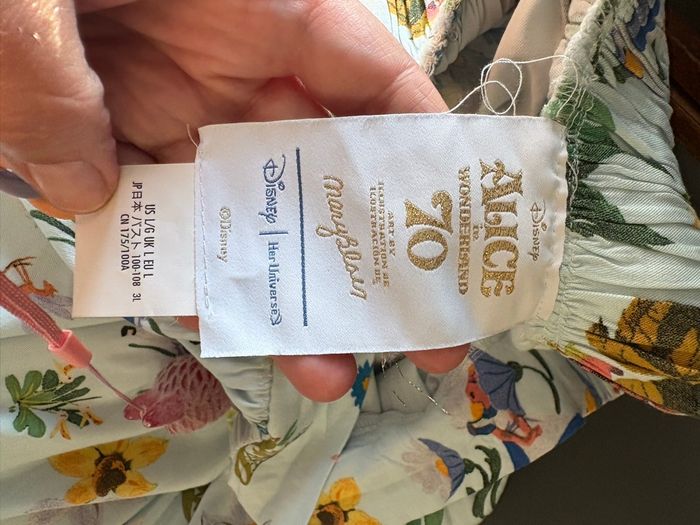 Disney
ALICE
IN
WONDERLAND
70
ART BY
ILLUSTRATION DE
ILUSTRACIÓN DE
Mary Blair
Disney | Her Universe
©Disney
US L/G UK L EU L
JP日本 バスト 100-108 3L
CN 175/100A